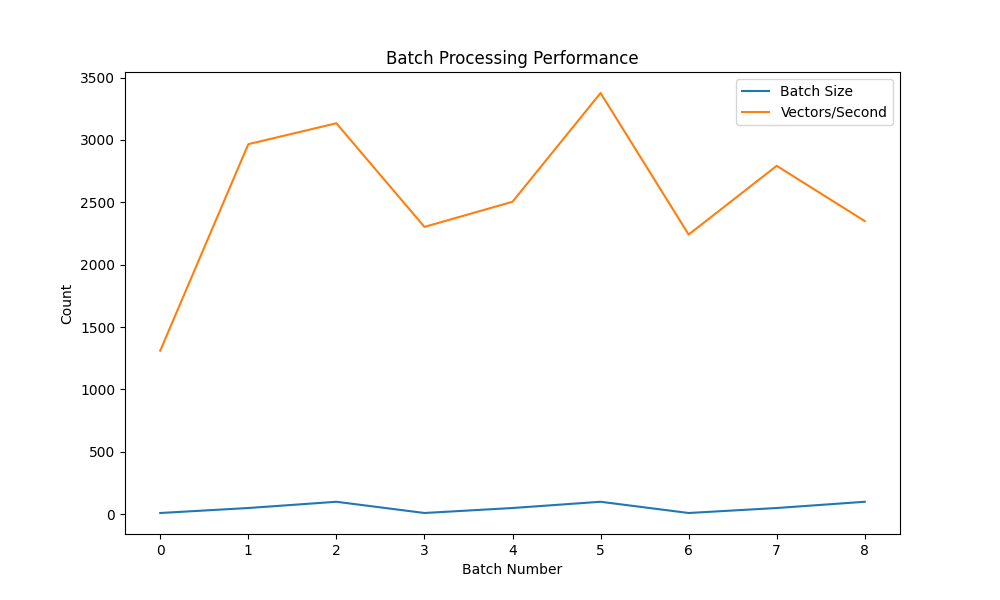 Batch Processing Performance
Batch Size
Vectors/Second
3500
3000
2500
2000
1500
1000
500
0
Count
0 1 2 3 4 5 6 7 8
Batch Number